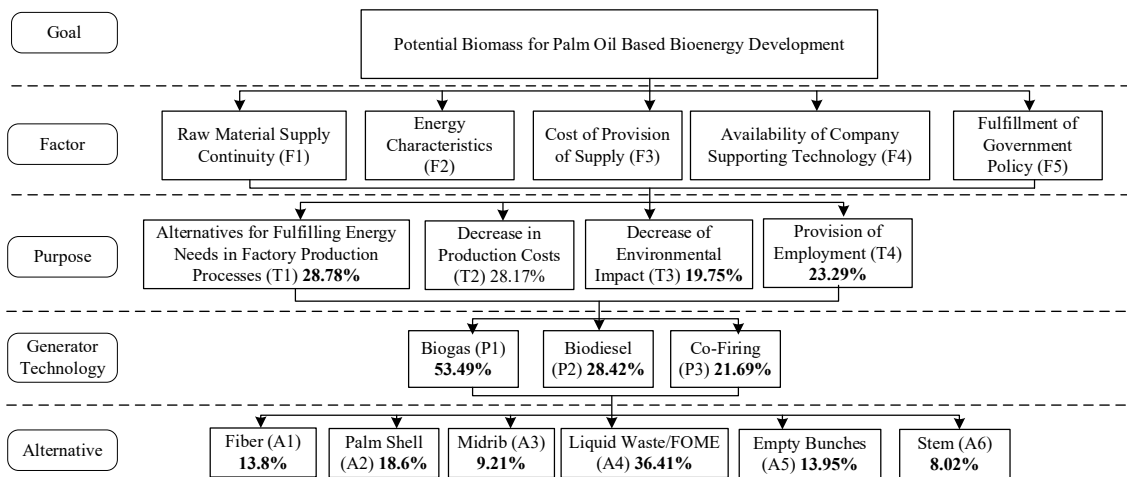 Goal
Potential Biomass for Palm Oil Based Bioenergy Development
Factor
Raw Material Supply
Continuity (F1)
Energy
Characteristics
(F2)
Cost of Provision
of Supply (F3)
Availability of Company
Supporting Technology (F4)
Fulfillment of
Government
Policy (F5)
Purpose
Alternatives for Fulfilling Energy
Needs in Factory Production
Processes (T1) 28.78%
Decrease in
Production Costs
(T2) 28.17%
Decrease of
Environmental
Impact (T3) 19.75%
Provision of
Employment (T4)
23.29%
Generator
Technology
Biogas (P1)
53.49%
Biodiesel
(P2) 28.42%
Co-Firing
(P3) 21.69%
Alternative
Fiber (A1)
13.8%
Palm Shell
(A2) 18.6%
Midrib (A3)
9.21%
Liquid Waste/FOME
(A4) 36.41%
Empty Bunches
(A5) 13.95%
Stem (A6)
8.02%